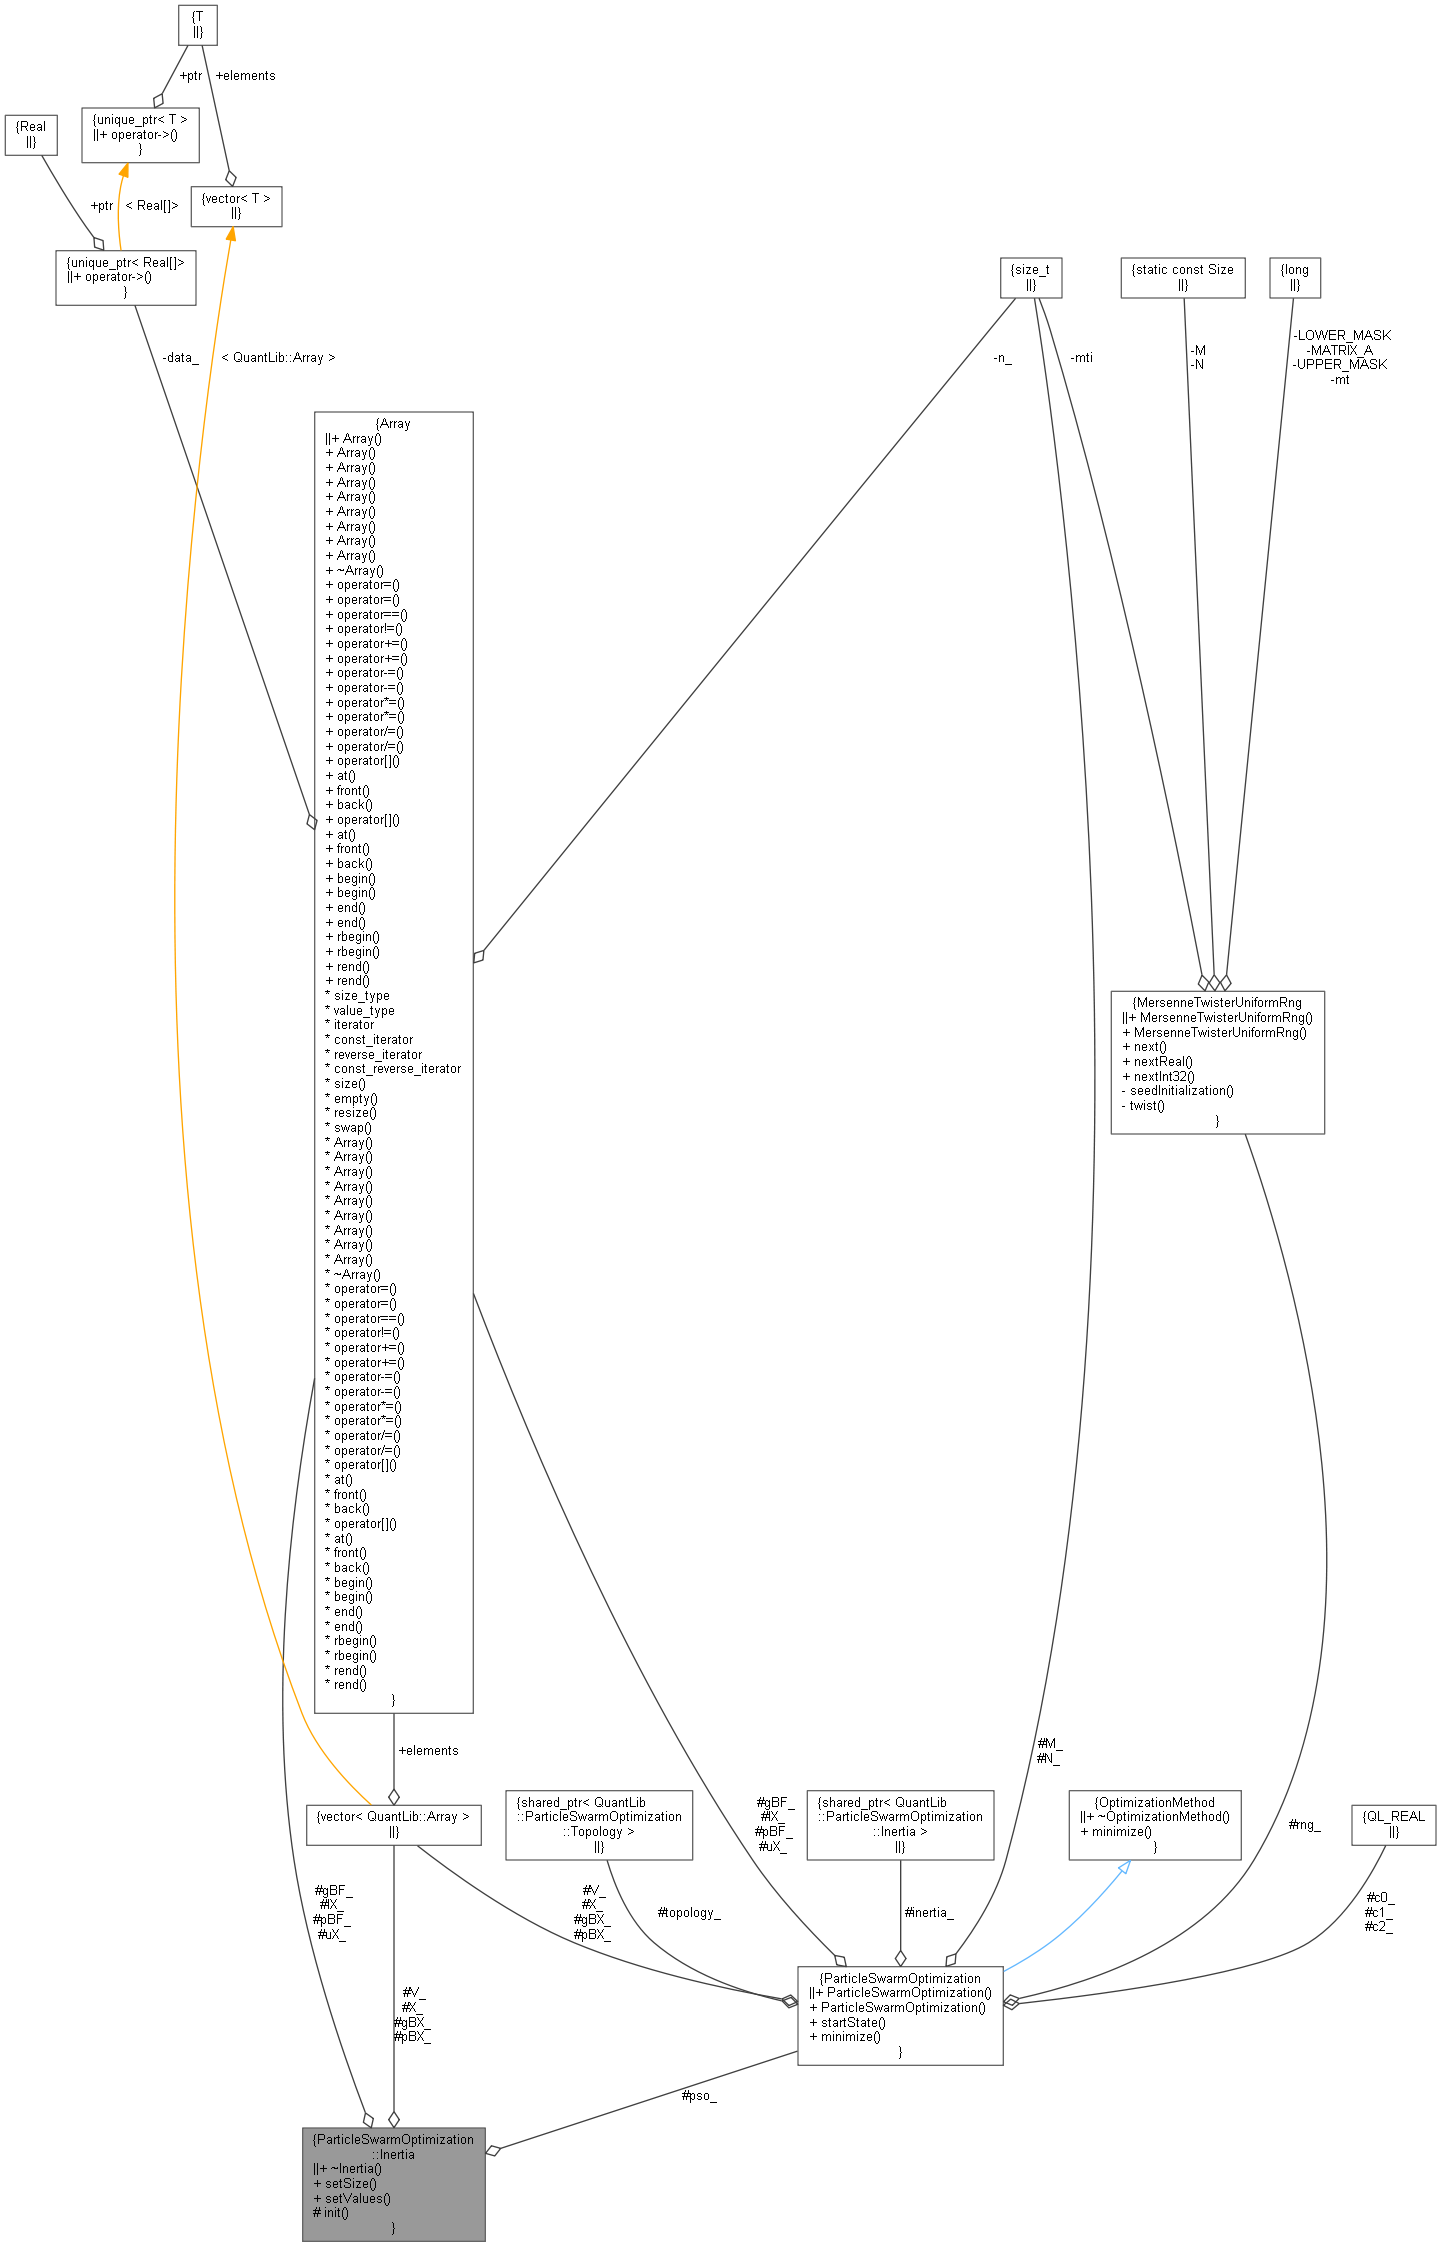 {T
||}
+ptr
+elements
{unique_ptr< T >
||+ operator->()
}
{Real
||}
{vector< T >
||}
+ptr
< Real[]>
{unique_ptr< Real[]>
||+ operator->()
}
{size_t
||}
{static const Size
||}
{long
||}
-data_
< QuantLib::Array >
-n_
-mti
-M
-N
-LOWER_MASK
-MATRIX_A
-UPPER_MASK
-mt
{Array
||+ Array()
+ Array()
+ Array()
+ Array()
+ Array()
+ Array()
+ Array()
+ Array()
+ Array()
+ ~Array()
+ operator=()
+ operator=()
+ operator==()
+ operator!=()
+ operator+=()
+ operator+=()
+ operator-=()
+ operator-=()
+ operator*=()
+ operator*=()
+ operator/=()
+ operator/=()
+ operator[]()
+ at()
+ front()
+ back()
+ operator[]()
+ at()
+ front()
+ back()
+ begin()
+ begin()
+ end()
+ end()
+ rbegin()
+ rbegin()
+ rend()
+ rend()
* size_type
* value_type
* iterator
* const_iterator
* reverse_iterator
* const_reverse_iterator
* size()
* empty()
* resize()
* swap()
* Array()
* Array()
* Array()
* Array()
* Array()
* Array()
* Array()
* Array()
* Array()
* ~Array()
* operator=()
* operator=()
* operator==()
* operator!=()
* operator+=()
* operator+=()
* operator-=()
* operator-=()
* operator*=()
* operator*=()
* operator/=()
* operator/=()
* operator[]()
* at()
* front()
* back()
* operator[]()
* at()
* front()
* back()
* begin()
* begin()
* end()
* end()
* rbegin()
* rbegin()
* rend()
* rend()
}
{MersenneTwisterUniformRng
||+ MersenneTwisterUniformRng()
+ MersenneTwisterUniformRng()
+ next()
+ nextReal()
+ nextInt32()
- seedInitialization()
- twist()
}
+elements
#M_
#N_
{vector< QuantLib::Array >
||}
{shared_ptr< QuantLib
::ParticleSwarmOptimization
::Topology >
||}
#gBF_
#lX_
#pBF_
#uX_
{shared_ptr< QuantLib
::ParticleSwarmOptimization
::Inertia >
||}
{OptimizationMethod
||+ ~OptimizationMethod()
+ minimize()
}
#rng_
{QL_REAL
||}
#gBF_
#lX_
#pBF_
#uX_
#V_
#X_
#gBX_
#pBX_
#topology_
#inertia_
#c0_
#c1_
#c2_
#V_
#X_
#gBX_
#pBX_
{ParticleSwarmOptimization
||+ ParticleSwarmOptimization()
+ ParticleSwarmOptimization()
+ startState()
+ minimize()
}
#pso_
{ParticleSwarmOptimization
::Inertia
||+ ~Inertia()
+ setSize()
+ setValues()
# init()
}